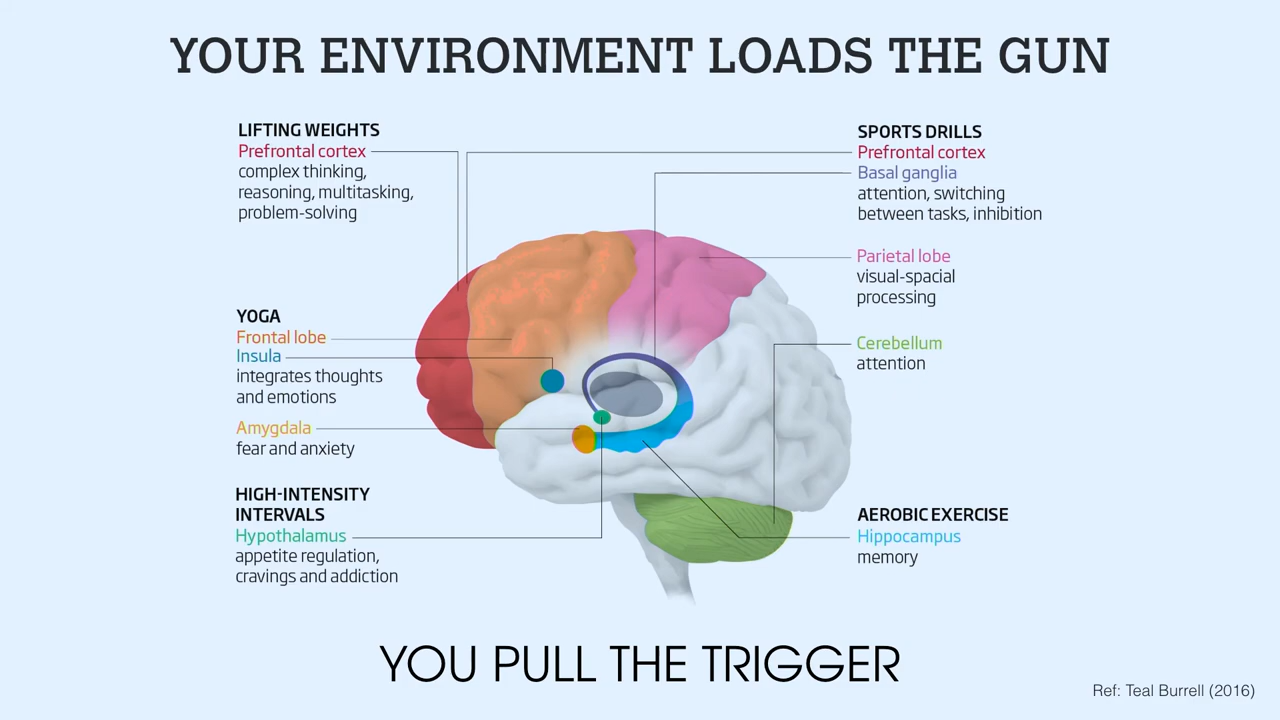 YOUR ENVIRONMENT LOADS THE GUN
LIFTING WEIGHTS
Prefrontal cortex
complex thinking,
reasoning, multitasking,
problem-solving
YOGA
Frontal lobe
Insula
integrates thoughts
and emotions
Amygdala
fear and anxiety
HIGH-INTENSITY
INTERVALS
Hypothalamus
appetite regulation,
cravings and addiction
SPORTS DRILLS
Prefrontal cortex
Basal ganglia
attention, switching
between tasks, inhibition
Parietal lobe
visual-spacial
processing
Cerebellum
attention
AEROBIC EXERCISE
Hippocampus
memory
YOU PULL THE TRIGGER
Ref: Teal Burrell (2016)